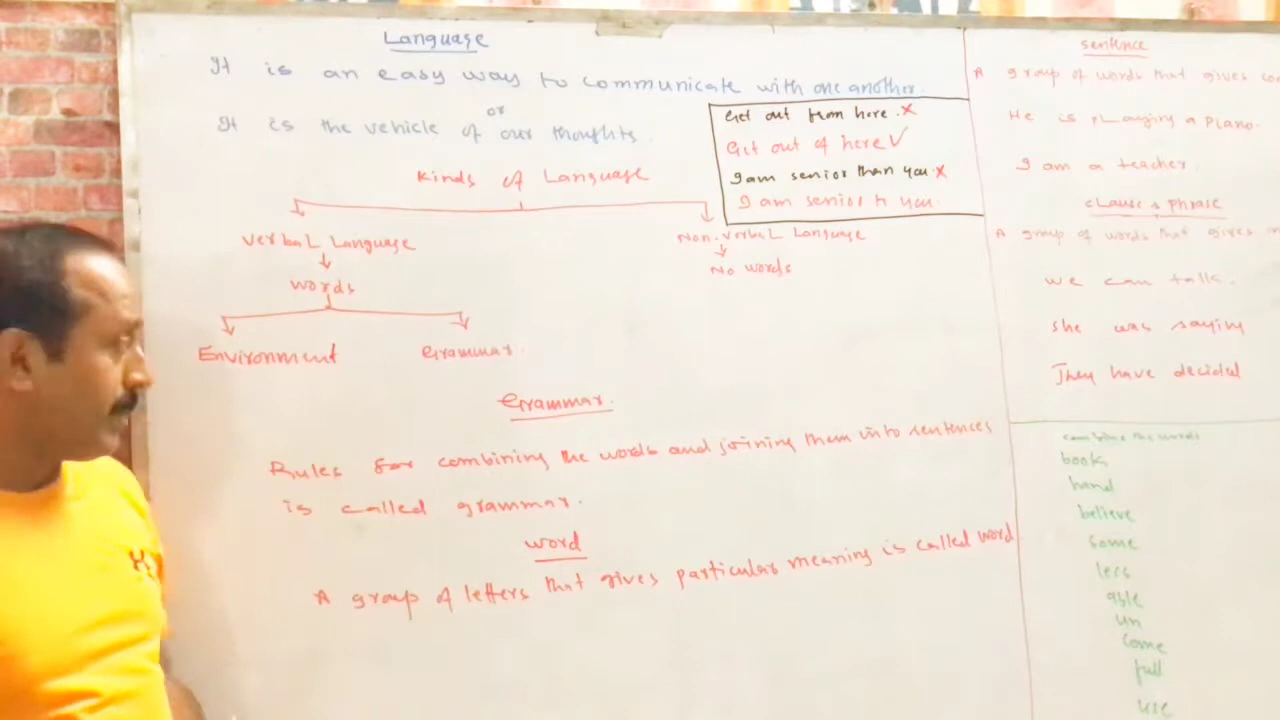 Language
It is an easy way to communicate with one another.
or
It is the vehicle of our thoughts.
Kinds of Language
Verbal Language
Non-verbal Language
words
No words
Environment
Grammar.
Get out from here. x
Get out of here ✓
I am senior than you. x
I am senior to you.
Grammar.
Rules for combining the words and joining them into sentences
is called grammar.
word
A group of letters that gives particular meaning is called word.
sentence
A group of words that gives
He is playing a piano.
I am a teacher.
clause & phrase
A group of words that gives
we can talk.
she was saying
They have decided
combine the words
book
hand
believe
some
less
able
un
come
full
use